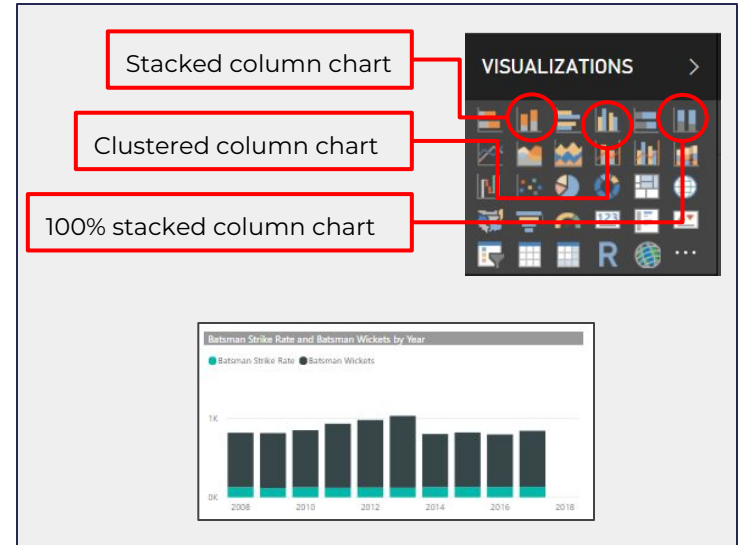 Stacked column chart
VISUALIZATIONS >
Clustered column chart
100% stacked column chart
123
R
...
Batsman Strike Rate and Batsman Wickets by Year
Batsman Strike Rate Batsman Wickets
1K
0K
2008 2010 2012 2014 2016 2018